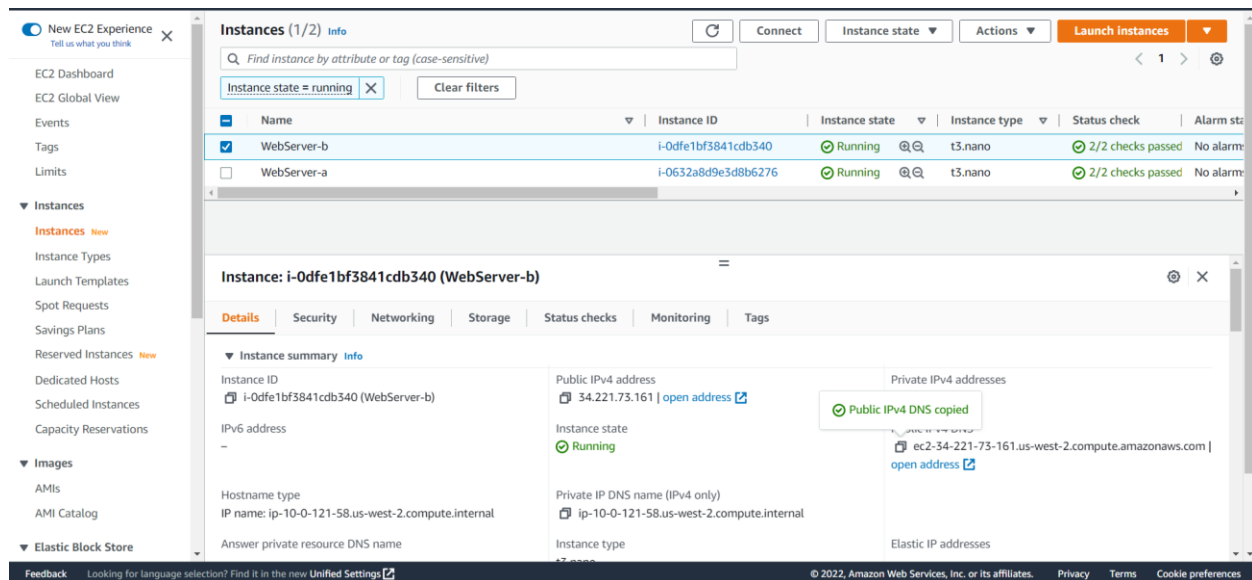 New EC2 Experience
Tell us what you think
EC2 Dashboard
EC2 Global View
Events
Tags
Limits
Instances
Instances New
Instance Types
Launch Templates
Spot Requests
Savings Plans
Reserved Instances New
Dedicated Hosts
Scheduled Instances
Capacity Reservations
Images
AMIs
AMI Catalog
Elastic Block Store
Instances (1/2) Info
Connect
Instance state
Actions
Launch instances
Find instance by attribute or tag (case-sensitive)
1
Instance state = running
Clear filters
Name Instance ID Instance state Instance type Status check Alarm sta
WebServer-b i-0dfe1bf3841cdb340 Running t3.nano 2/2 checks passed No alarms
WebServer-a i-0632a8d9e3d8b6276 Running t3.nano 2/2 checks passed No alarms
Instance: i-0dfe1bf3841cdb340 (WebServer-b)
Details Security Networking Storage Status checks Monitoring Tags
Instance summary Info
Instance ID
i-0dfe1bf3841cdb340 (WebServer-b)
Public IPv4 address
34.221.73.161 | open address
Private IPv4 addresses
Public IPv4 DNS copied
IPv6 address
–
Instance state
Running
ec2-34-221-73-161.us-west-2.compute.amazonaws.com |
open address
Hostname type
IP name: ip-10-0-121-58.us-west-2.compute.internal
Private IP DNS name (IPv4 only)
ip-10-0-121-58.us-west-2.compute.internal
Answer private resource DNS name
Instance type
Elastic IP addresses
Feedback Looking for language selection? Find it in the new Unified Settings
© 2022, Amazon Web Services, Inc. or its affiliates. Privacy Terms Cookie preferences